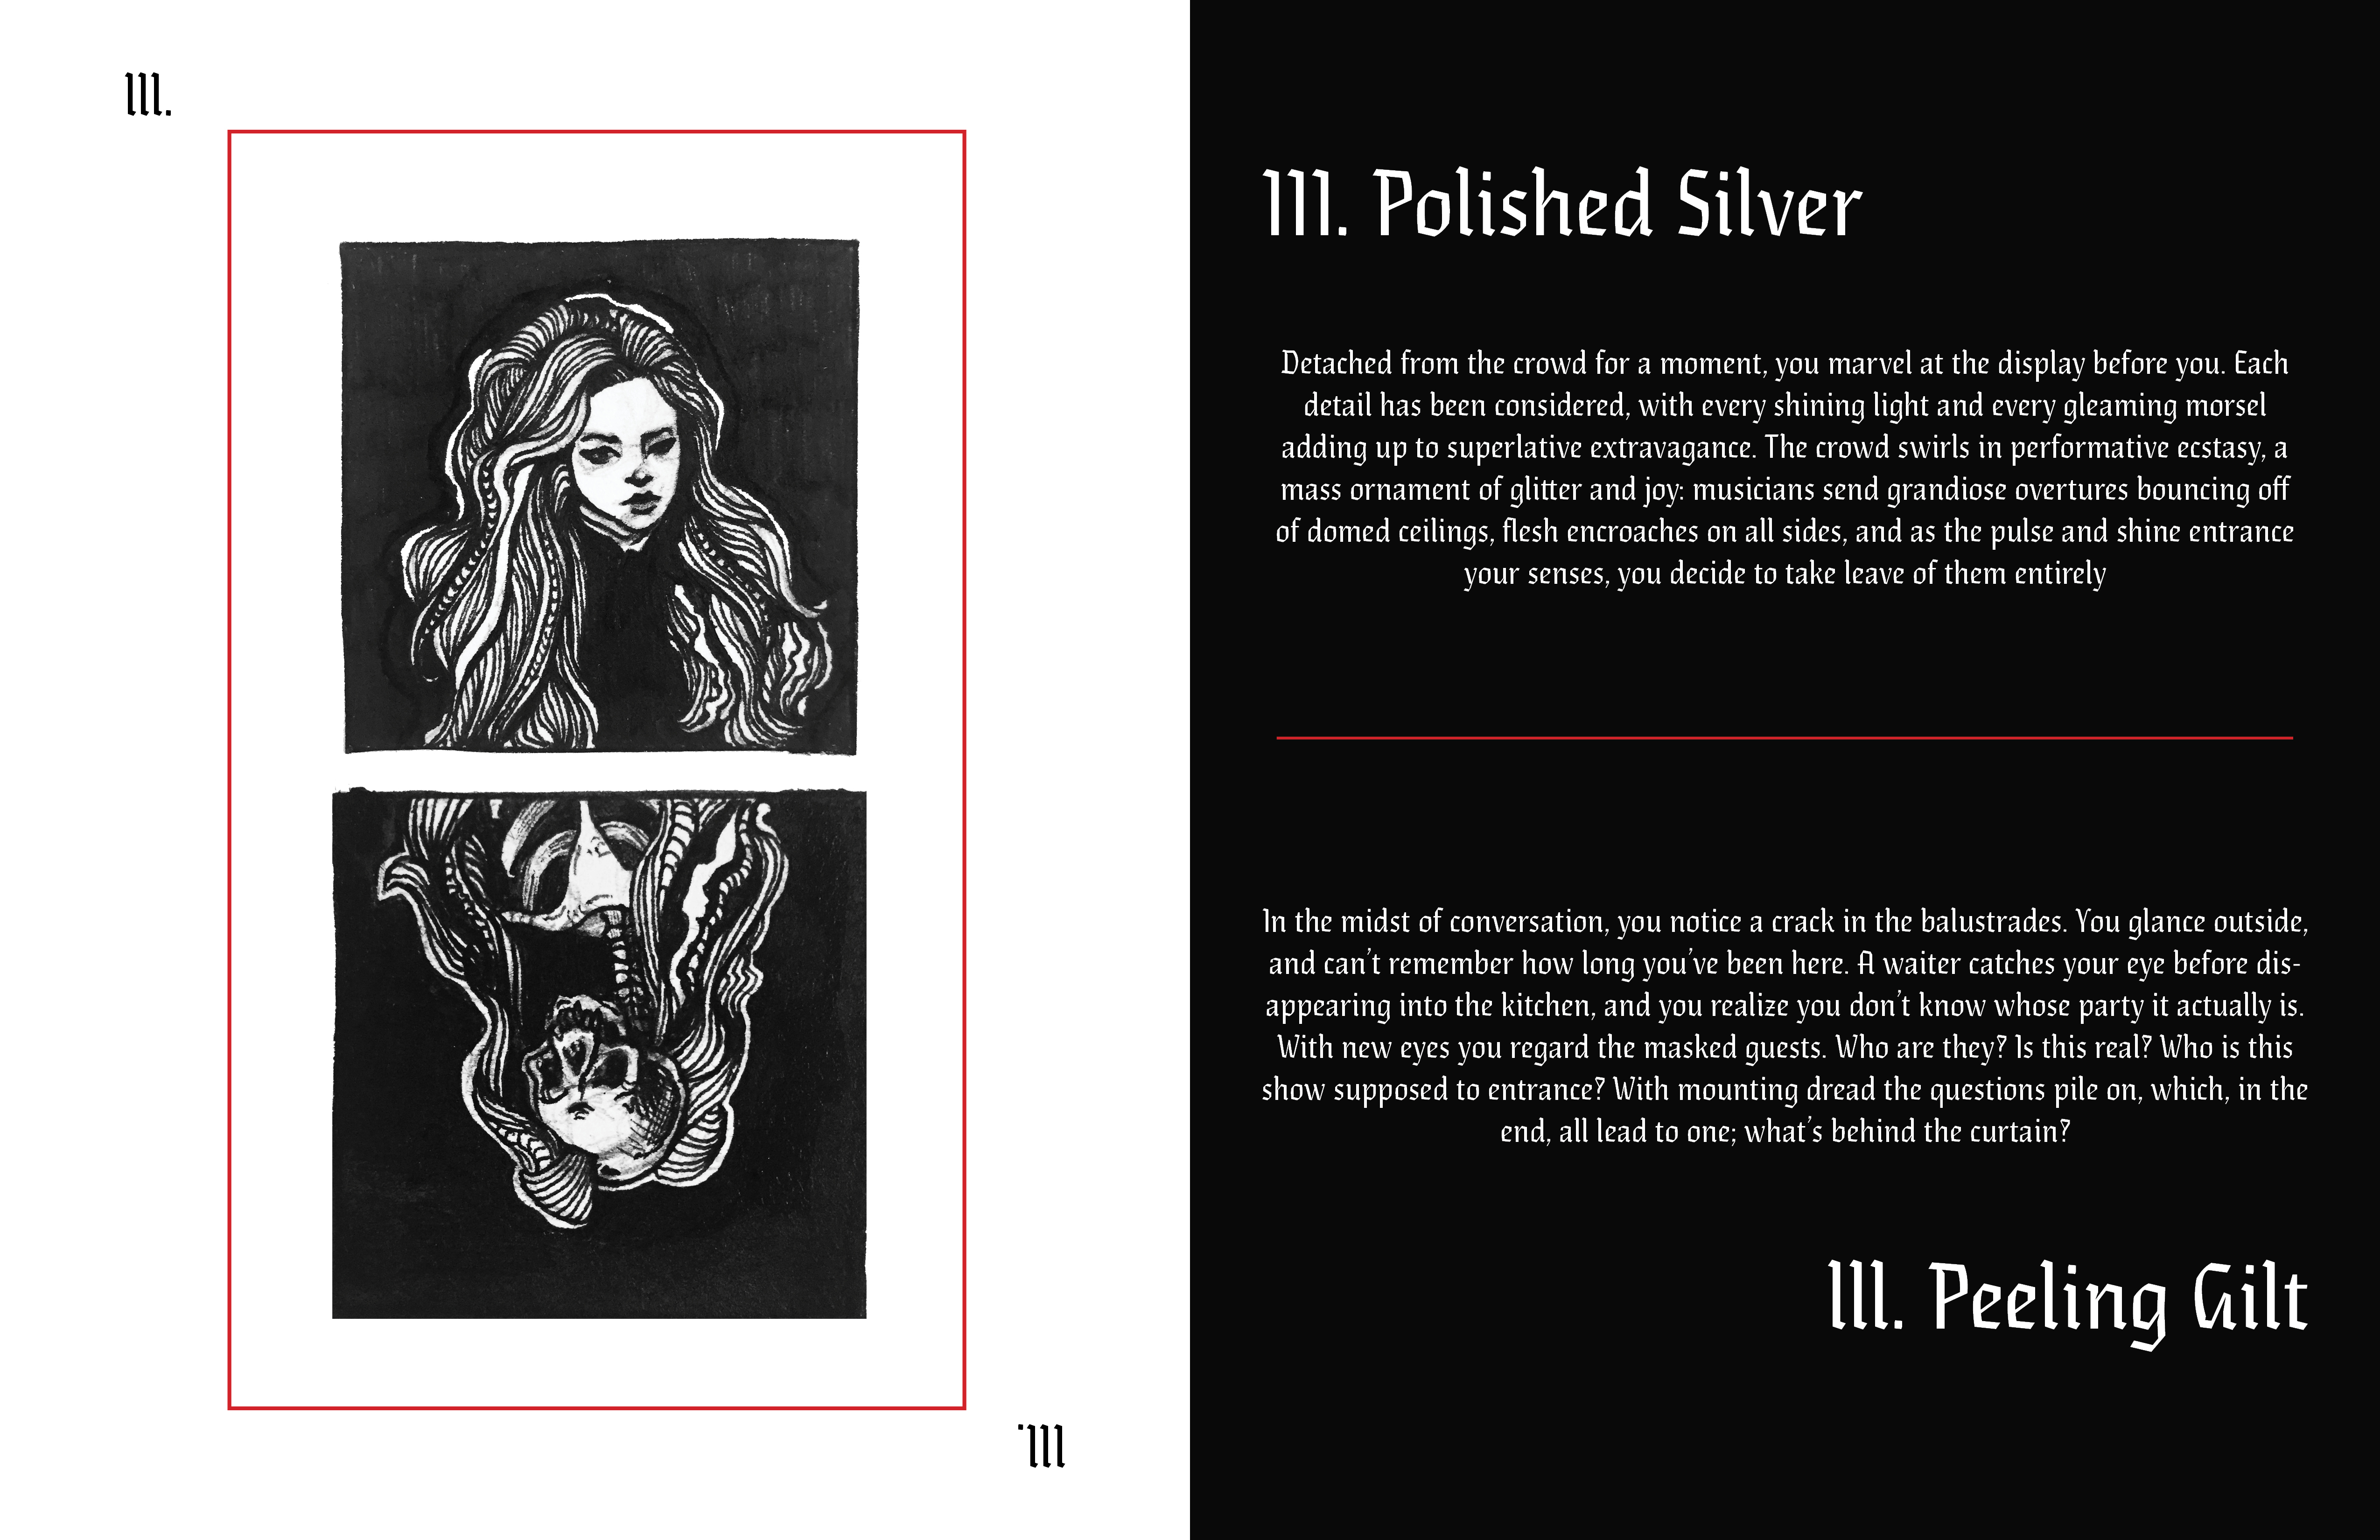 III.
III.
III. Polished Silver
Detached from the crowd for a moment, you marvel at the display before you. Each
detail has been considered, with every shining light and every gleaming morsel
adding up to superlative extravagance. The crowd swirls in performative ecstasy, a
mass ornament of glitter and joy: musicians send grandiose overtures bouncing off
of domed ceilings, flesh encroaches on all sides, and as the pulse and shine entrance
your senses, you decide to take leave of them entirely
In the midst of conversation, you notice a crack in the balustrades. You glance outside,
and can't remember how long you've been here. A waiter catches your eye before dis-
appearing into the kitchen, and you realize you don't know whose party it actually is.
With new eyes you regard the masked guests. Who are they? Is this real? Who is this
show supposed to entrance? With mounting dread the questions pile on, which, in the
end, all lead to one; what's behind the curtain?
III. Peeling Gilt